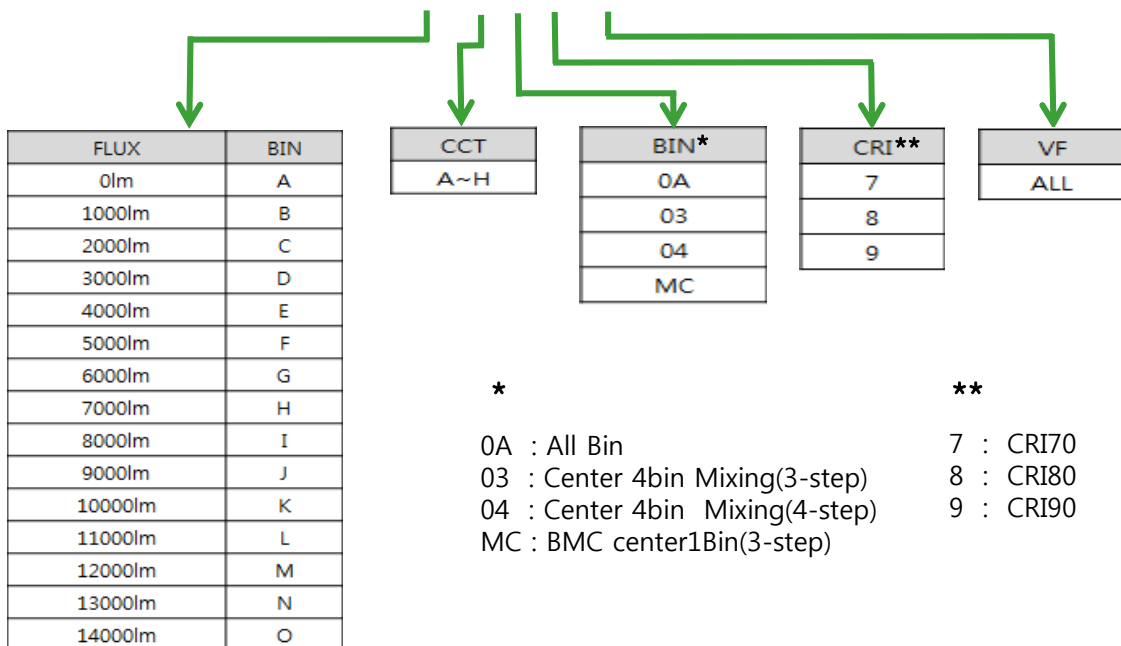 FLUX BIN
0lm A
1000lm B
2000lm C
3000lm D
4000lm E
5000lm F
6000lm G
7000lm H
8000lm I
9000lm J
10000lm K
11000lm L
12000lm M
13000lm N
14000lm O
CCT
A~H
BIN*
0A
03
04
MC
CRI**
7
8
9
VF
ALL
*
0A : All Bin
03 : Center 4bin Mixing(3-step)
04 : Center 4bin Mixing(4-step)
MC : BMC center1Bin(3-step)
**
7 : CRI70
8 : CRI80
9 : CRI90